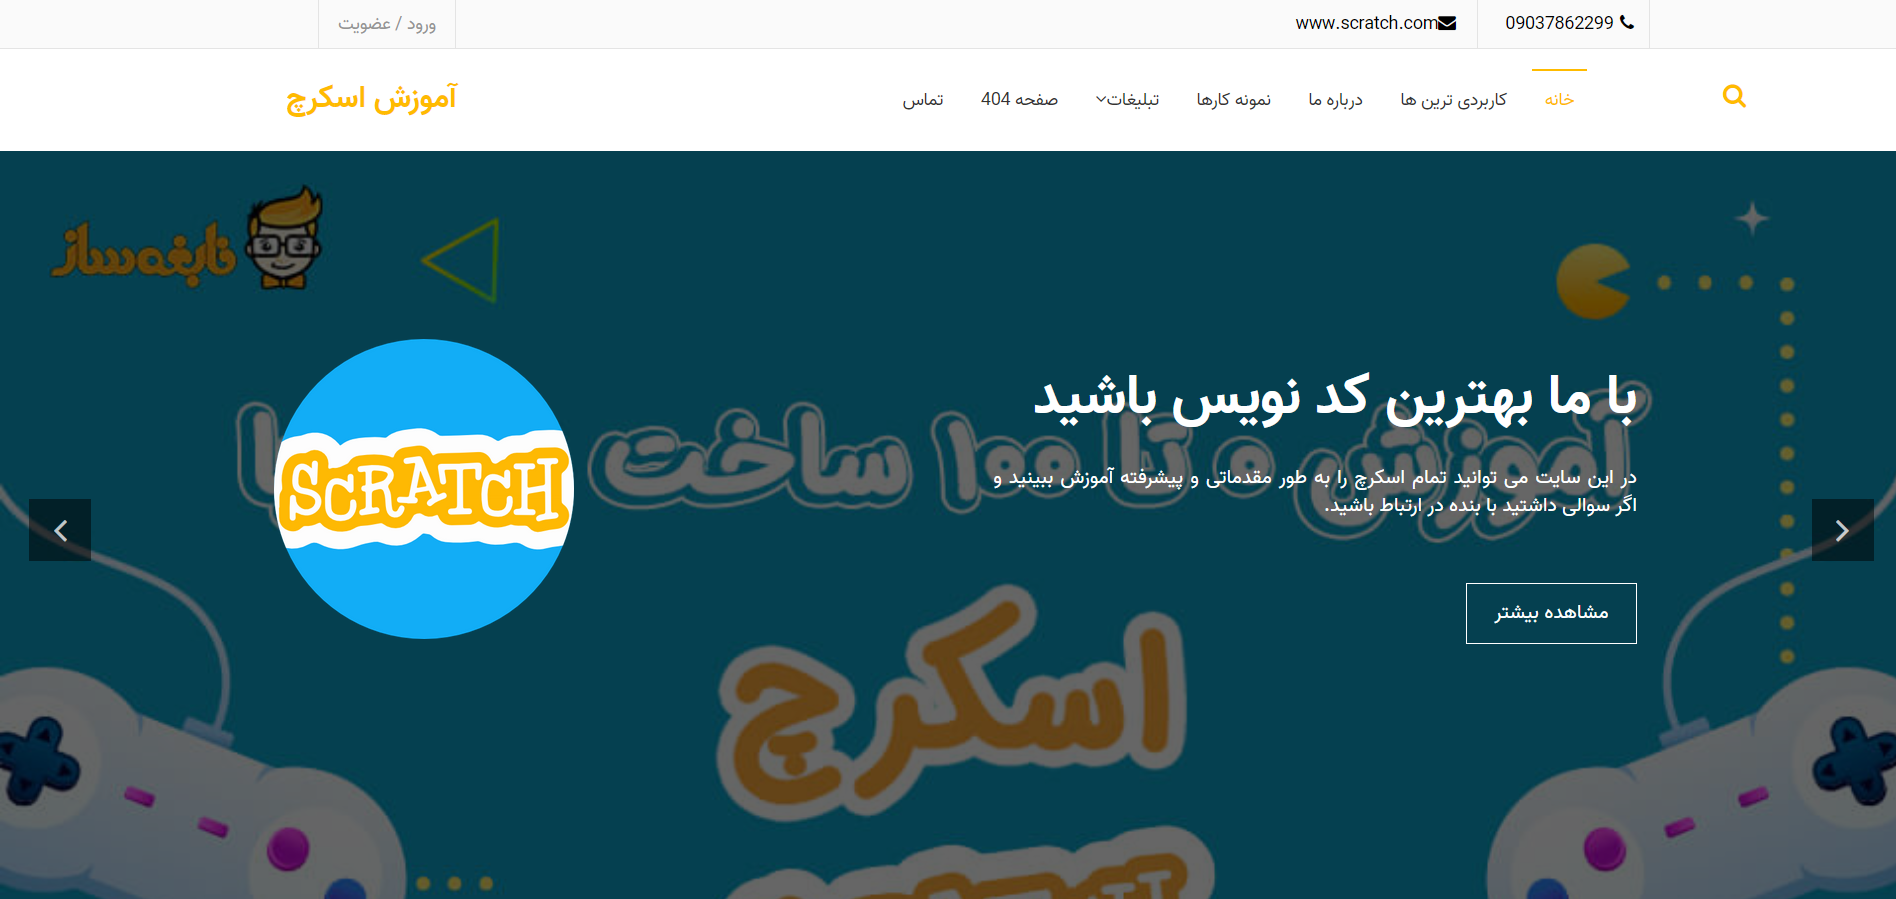 09037862299
www.scratch.com
ورود / عضویت
خانه
کاربردی ترین ها
درباره ما
نمونه کارها
تبلیغات
صفحه 404
تماس
آموزش اسکرچ
نابغه‌ساز
با ما بهترین کد نویس باشید
آموزش ۰ تا ۱۰۰ ساخت
در این سایت می توانید تمام اسکرچ را به طور مقدماتی و پیشرفته آموزش ببینید و
اگر سوالی داشتید با بنده در ارتباط باشید.
SCRATCH
مشاهده بیشتر
اسکرچ